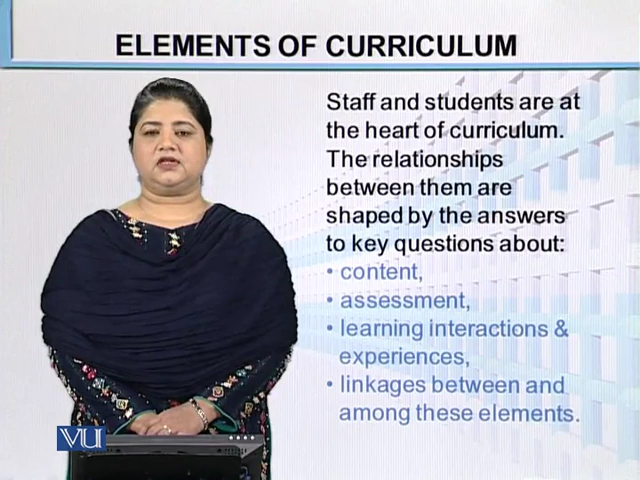 ELEMENTS OF CURRICULUM
Staff and students are at
the heart of curriculum.
The relationships
between them are
shaped by the answers
to key questions about:
• content,
• assessment,
• learning interactions &
experiences,
• linkages between and
among these elements.
VU